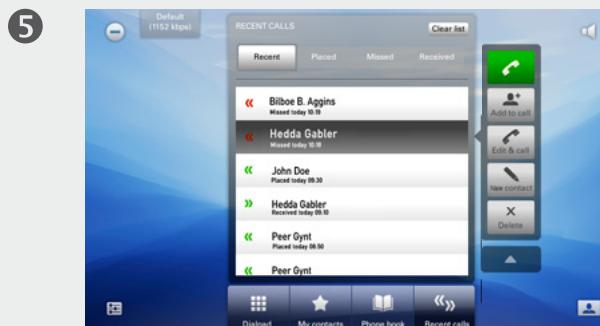 5
Default
(1152 kbps)
RECENT CALLS
Clear list
Recent Placed Missed Received
Bilboe B. Aggins
Missed today 10:19
Hedda Gabler
Missed today 10:18
John Doe
Placed today 09.30
Hedda Gabler
Received today 09:10
Peer Gynt
Placed today 08.50
Peer Gynt
Add to call
Edit & call
New contact
Delete
Dialpad My contacts Phone book Recent calls